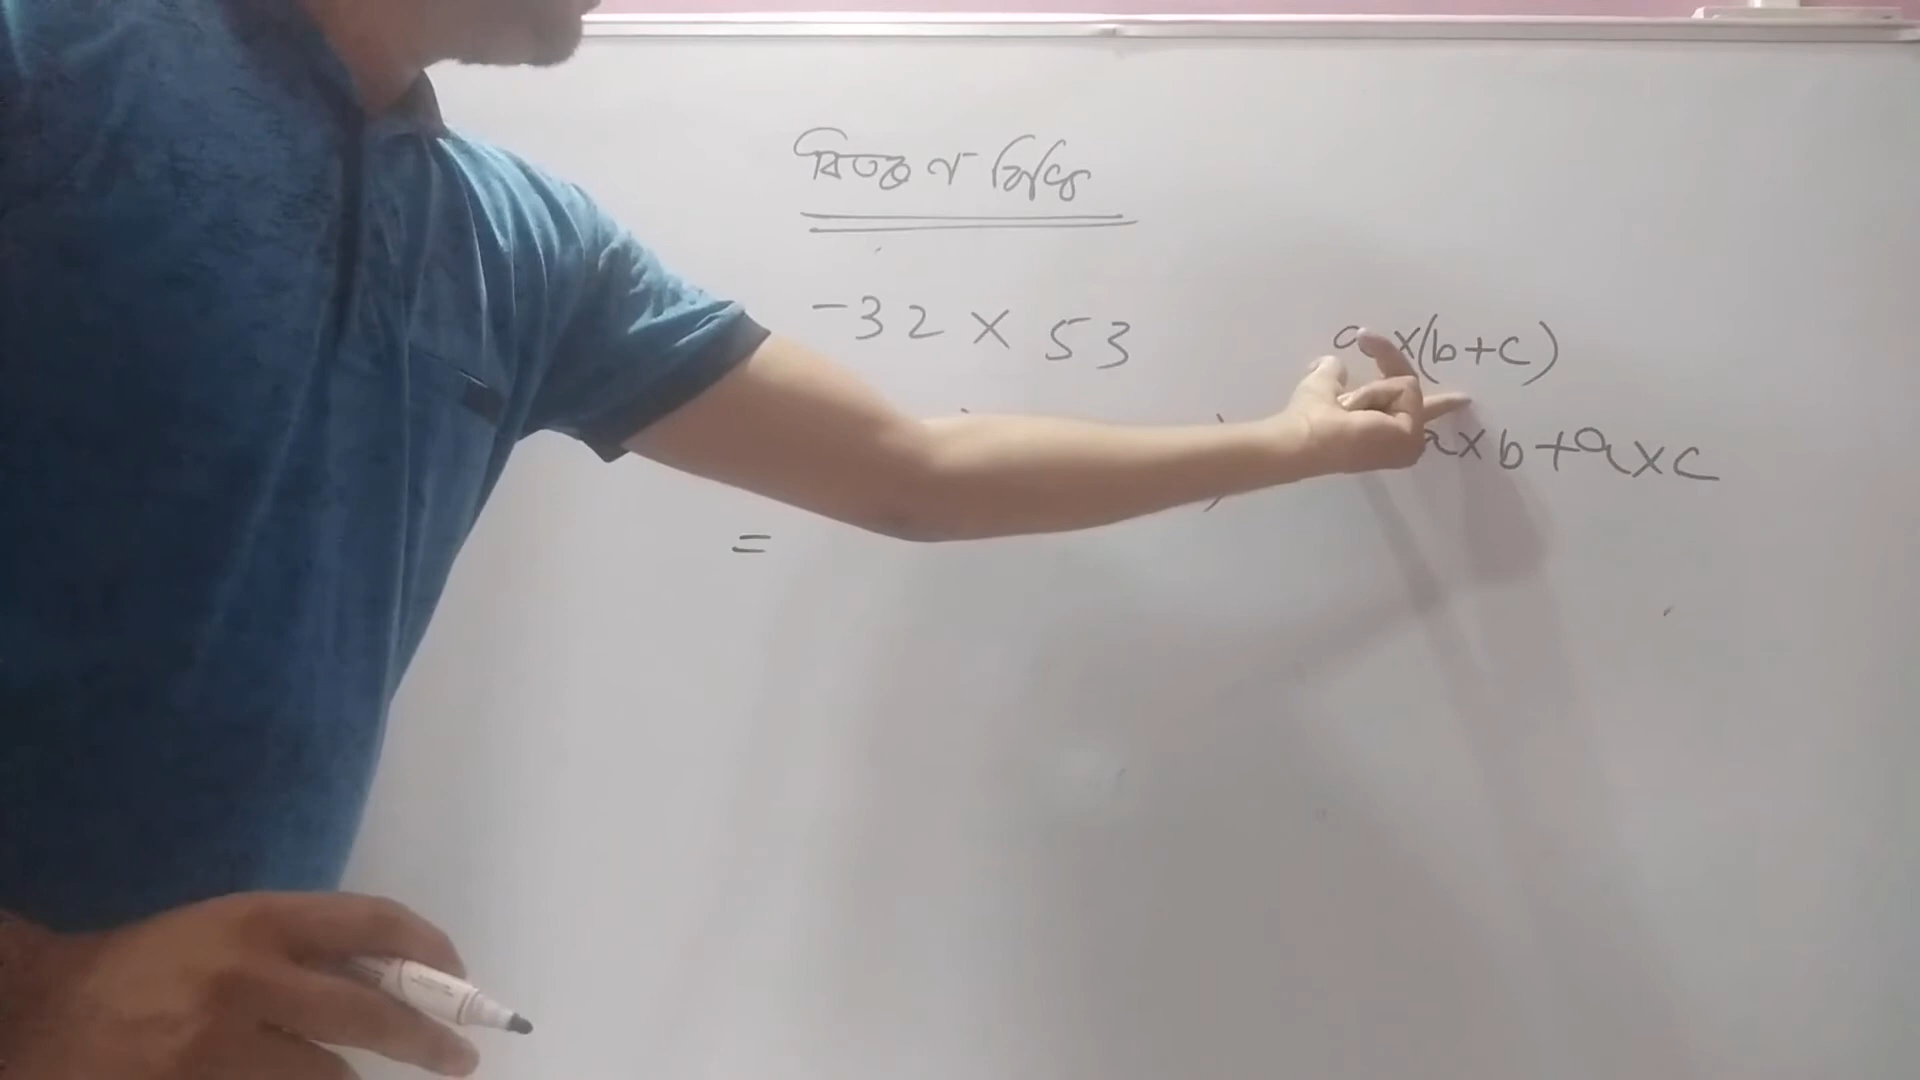 বিতরণ বিধি
-32 × 53
a × (b+c)
a×b+a×c
=